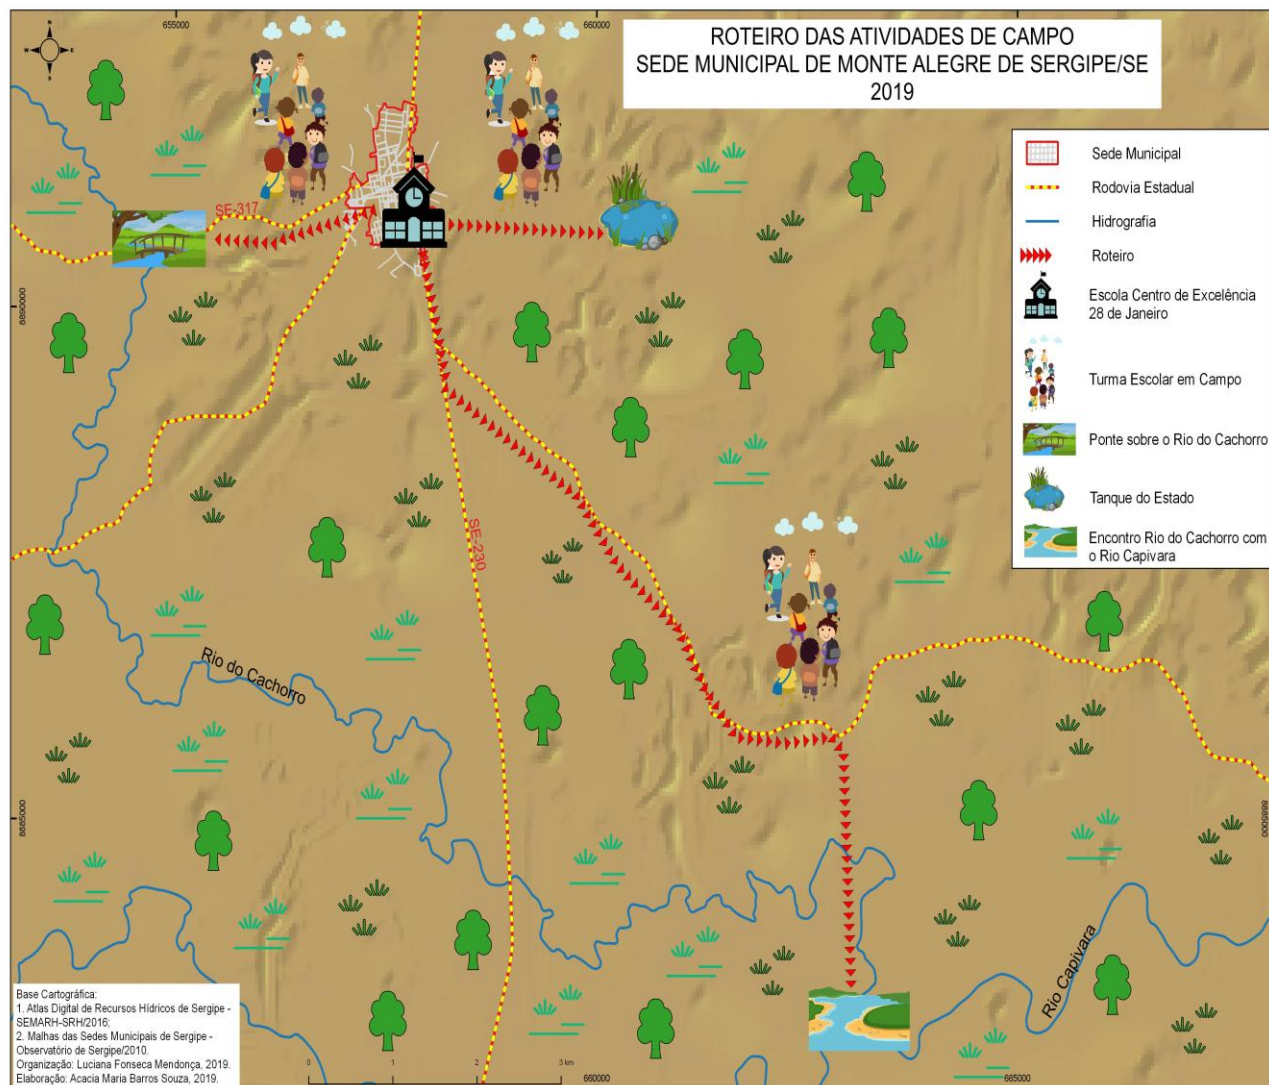 655000
660000
ROTEIRO DAS ATIVIDADES DE CAMPO
SEDE MUNICIPAL DE MONTE ALEGRE DE SERGIPE/SE
2019
N
W
E
S
Sede Municipal
Rodovia Estadual
Hidrografia
Roteiro
Escola Centro de Excelência
28 de Janeiro
Turma Escolar em Campo
Ponte sobre o Rio do Cachorro
Tanque do Estado
Encontro Rio do Cachorro com
o Rio Capivara
SE-317
8890000
SE-230
Rio do Cachorro
8885000
8885000
Rio Capivara
Base Cartográfica:
1. Atlas Digital de Recursos Hídricos de Sergipe -
SEMARH-SRH/2016;
2. Malhas das Sedes Municipais de Sergipe -
Observatório de Sergipe/2010.
Organização: Luciana Fonseca Mendonça, 2019.
Elaboração: Acacia Maria Barros Souza, 2019.
0 1 2 3 km
660000
665000